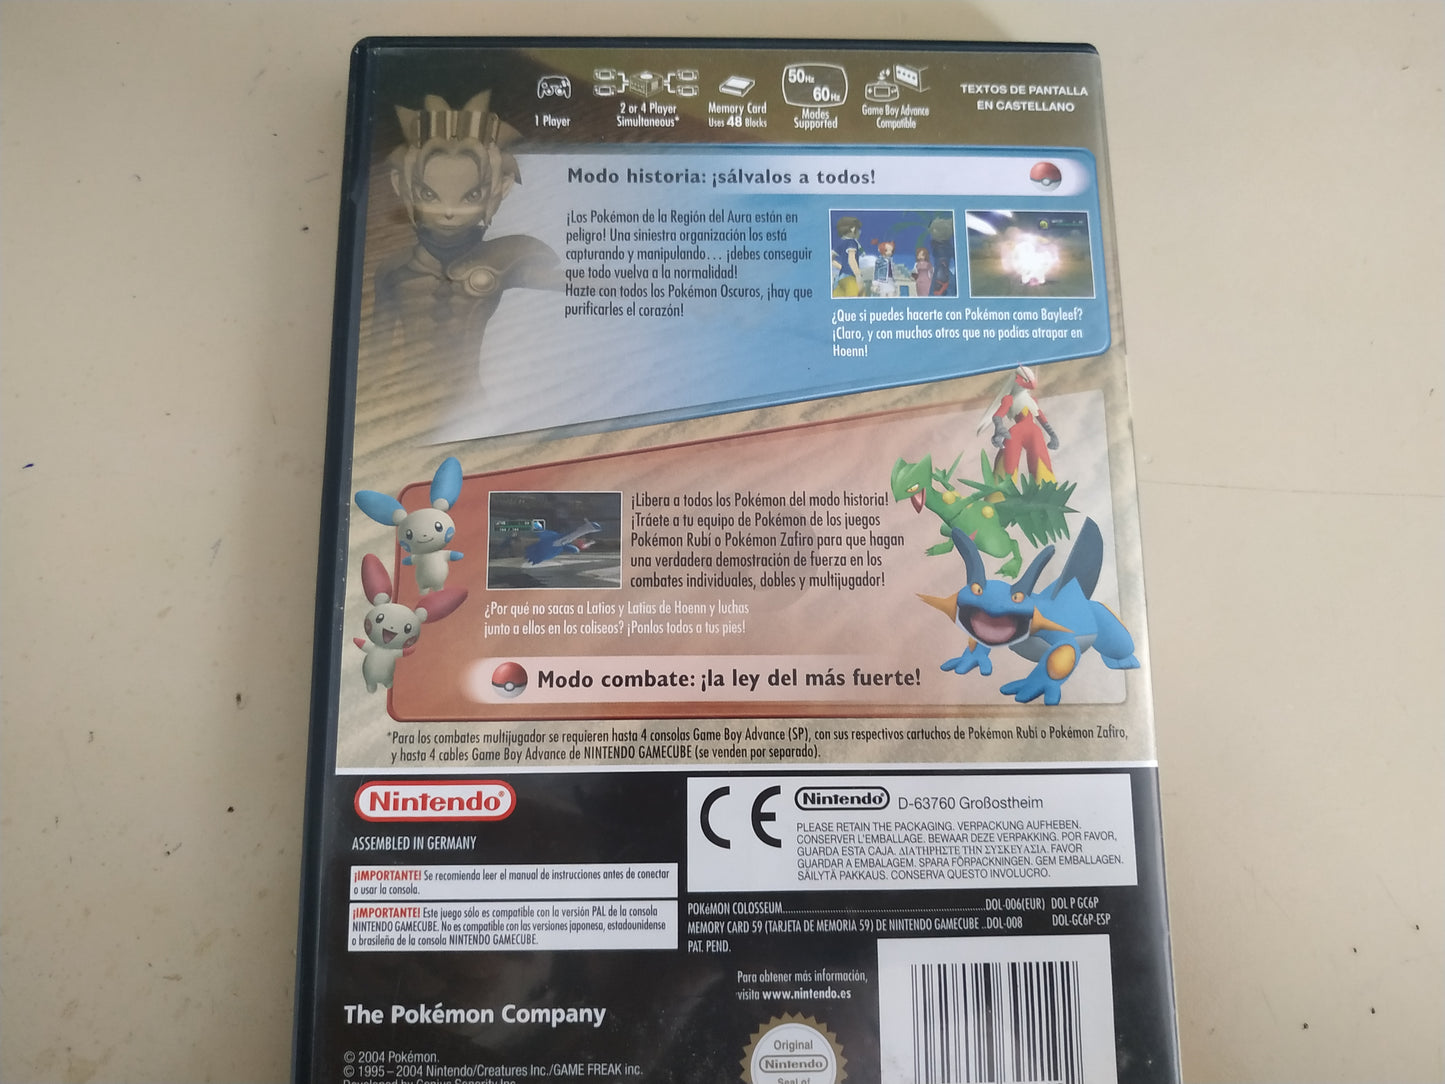 1 Player
2 or 4 Player
Simultaneous*
Memory Card
Uses 48 Blocks
50Hz
60Hz
Modes
Supported
Game Boy Advance
Compatible
TEXTOS DE PANTALLA
EN CASTELLANO
Modo historia: ¡sálvalos a todos!
¡Los Pokémon de la Región del Aura están en
peligro! Una siniestra organización los está
capturando y manipulando... ¡debes conseguir
que todo vuelva a la normalidad!
Hazte con todos los Pokémon Oscuros, ¡hay que
purificarles el corazón!
¿Que si puedes hacerte con Pokémon como Bayleef?
¡Claro, y con muchos otros que no podías atrapar en
Hoenn!
¡Libera a todos los Pokémon del modo historia!
¡Tráete a tu equipo de Pokémon de los juegos
Pokémon Rubí o Pokémon Zafiro para que hagan
una verdadera demostración de fuerza en los
combates individuales, dobles y multijugador!
¿Por qué no sacas a Latios y Latias de Hoenn y luchas
junto a ellos en los coliseos? ¡Ponlos todos a tus pies!
Modo combate: ¡la ley del más fuerte!
*Para los combates multijugador se requieren hasta 4 consolas Game Boy Advance (SP), con sus respectivos cartuchos de Pokémon Rubí o Pokémon Zafiro,
y hasta 4 cables Game Boy Advance de NINTENDO GAMECUBE (se venden por separado).
Nintendo®
ASSEMBLED IN GERMANY
¡IMPORTANTE! Se recomienda leer el manual de instrucciones antes de conectar
o usar la consola.
¡IMPORTANTE! Este juego sólo es compatible con la versión PAL de la consola
NINTENDO GAMECUBE. No es compatible con las versiones japonesa, estadounidense
o brasileña de la consola NINTENDO GAMECUBE.
CE
Nintendo® D-63760 Großostheim
PLEASE RETAIN THE PACKAGING. VERPACKUNG AUFHEBEN.
CONSERVER L'EMBALLAGE. BEWAAR DEZE VERPAKKING. POR FAVOR,
GUARDA ESTA CAJA. ΔΙΑΤΗΡΗΣΤΕ ΤΗΝ ΣΥΣΚΕΥΑΣΙΑ. FAVOR
GUARDAR A EMBALAGEM. SPARA FÖRPACKNINGEN. GEM EMBALLAGEN.
SÄILYTÄ PAKKAUS. CONSERVA QUESTO INVOLUCRO.
POKéMON COLOSSEUM...............................................DOL-006(EUR) DOL P GC6P
MEMORY CARD 59 (TARJETA DE MEMORIA 59) DE NINTENDO GAMECUBE ..DOL-008 DOL-GC6P-ESP
PAT. PEND.
Para obtener más información,
visita www.nintendo.es
The Pokémon Company
© 2004 Pokémon.
© 1995–2004 Nintendo/Creatures Inc./GAME FREAK inc.
Developed by Genius Sonority Inc.
Original
Nintendo
Seal of